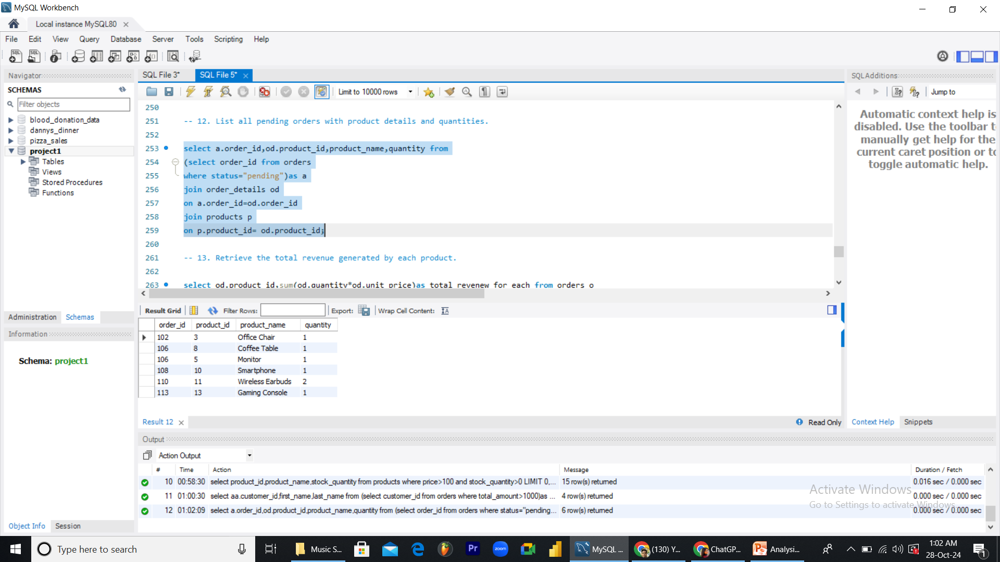 MySQL Workbench
Local instance MySQL80
File Edit View Query Database Server Tools Scripting Help
Navigator
SCHEMAS
Filter objects
blood_donation_data
dannys_dinner
pizza_sales
project1
Tables
Views
Stored Procedures
Functions
Administration Schemas
Information
Schema: project1
Object Info Session
SQL File 3* SQL File 5*
Limit to 10000 rows
250
251 -- 12. List all pending orders with product details and quantities.
252
253 select a.order_id,od.product_id,product_name,quantity from
254 (select order_id from orders
255 where status="pending")as a
256 join order_details od
257 on a.order_id=od.order_id
258 join products p
259 on p.product_id= od.product_id;
260
261 -- 13. Retrieve the total revenue generated by each product.
262
263 select od.product_id,sum(od.quantity*od.unit_price)as total_revenew_for_each from orders o
Result Grid Filter Rows: Export: Wrap Cell Content:
order_id product_id product_name quantity
102 3 Office Chair 1
106 8 Coffee Table 1
106 5 Monitor 1
108 10 Smartphone 1
110 11 Wireless Earbuds 2
113 13 Gaming Console 1
Result 12 Read Only
SQLAdditions
Jump to
Automatic context help is
disabled. Use the toolbar t
manually get help for the
current caret position or to
toggle automatic help.
Context Help Snippets
Output
Action Output
# Time Action Message Duration / Fetch
10 00:58:30 select product_id,product_name,stock_quantity from products where price>100 and stock_quantity>0 LIMIT 0,... 15 row(s) returned 0.016 sec / 0.000 sec
11 01:00:30 select aa.customer_id,first_name,last_name from (select customer_id from orders where total_amount>1000)as ... 4 row(s) returned 0.000 sec / 0.000 sec
12 01:02:09 select a.order_id,od.product_id,product_name,quantity from (select order_id from orders where status="pending... 6 row(s) returned 0.000 sec / 0.000 sec
Activate Windows
Go to Settings to activate Windows.
Type here to search
Music S...
Pr
zoom
MySQL ...
(130) Y...
ChatGP...
Analysi...
1:02 AM
28-Oct-24
1